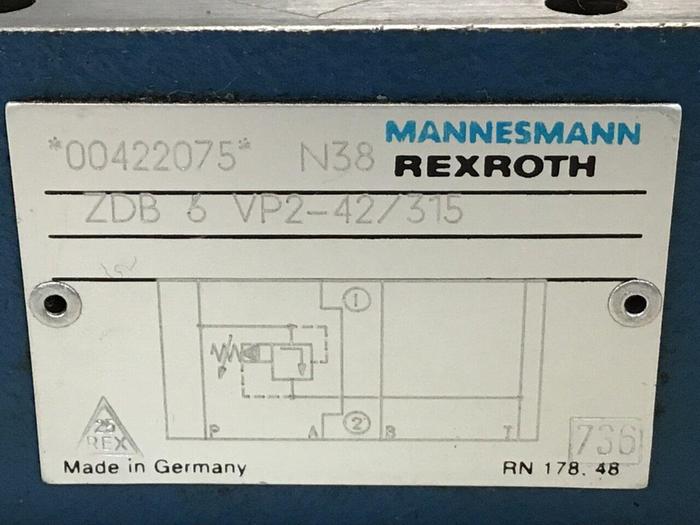 *00422075* N38 MANNESMANN
REXROTH
ZDB 6 VP2-42/315
1
2
P A B T
25
REX
736
Made in Germany RN 178.48